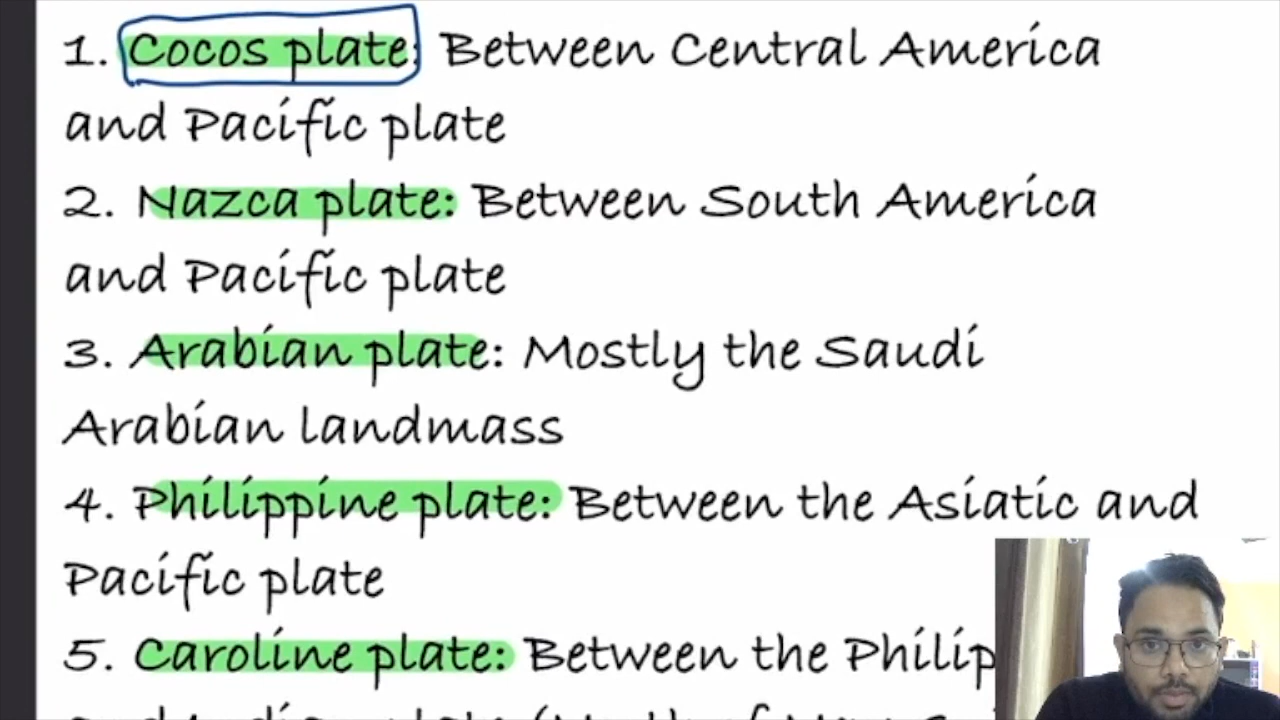 1. Cocos plate: Between Central America
and Pacific plate
2. Nazca plate: Between South America
and Pacific plate
3. Arabian plate: Mostly the Saudi
Arabian landmass
4. Philippine plate: Between the Asiatic and
Pacific plate
5. Caroline plate: Between the Philip